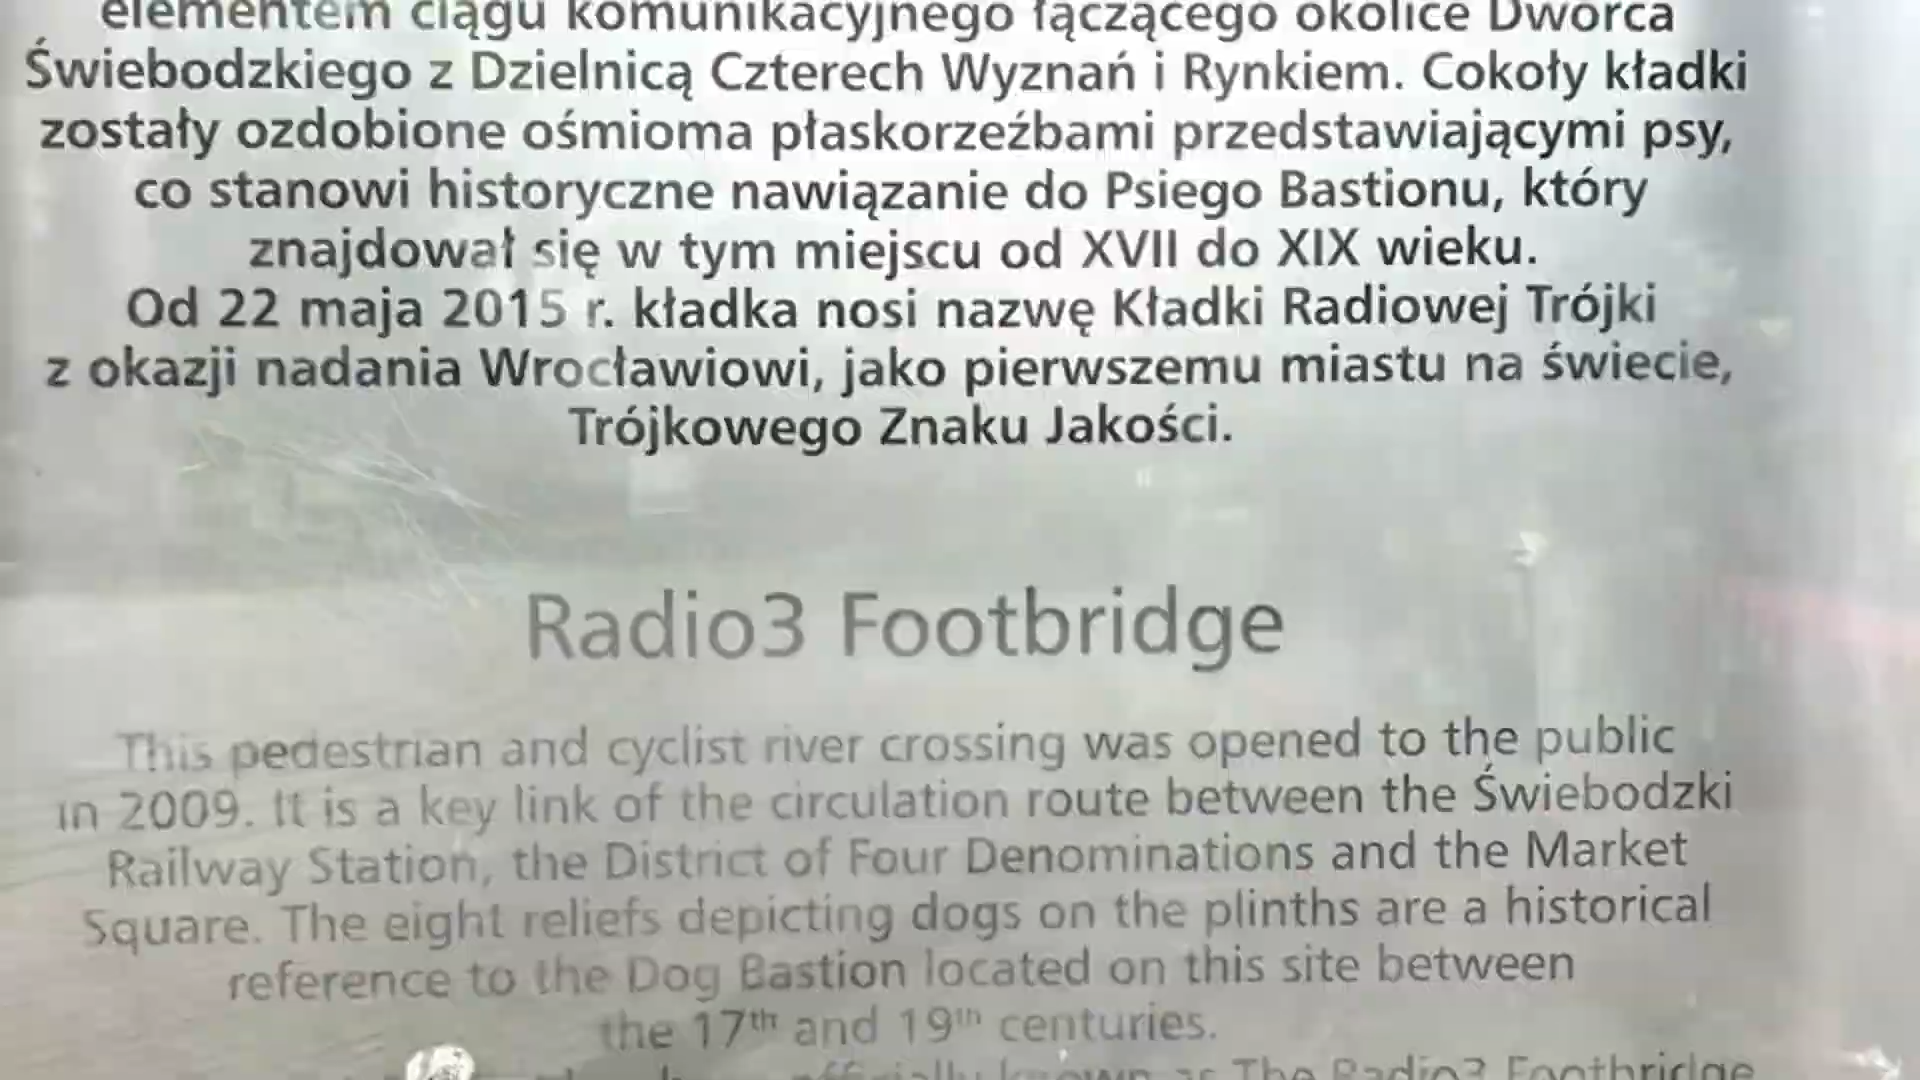 elementem ciągu komunikacyjnego łączącego okolice Dworca
Świebodzkiego z Dzielnicą Czterech Wyznań i Rynkiem. Cokoły kładki
zostały ozdobione ośmioma płaskorzeźbami przedstawiającymi psy,
co stanowi historyczne nawiązanie do Psiego Bastionu, który
znajdował się w tym miejscu od XVII do XIX wieku.
Od 22 maja 2015 r. kładka nosi nazwę Kładki Radiowej Trójki
z okazji nadania Wrocławiowi, jako pierwszemu miastu na świecie,
Trójkowego Znaku Jakości.
Radio3 Footbridge
This pedestrian and cyclist river crossing was opened to the public
in 2009. It is a key link of the circulation route between the Świebodzki
Railway Station, the District of Four Denominations and the Market
Square. The eight reliefs depicting dogs on the plinths are a historical
reference to the Dog Bastion located on this site between
the 17th and 19th centuries.
officially known as The Radio3 Footbridge